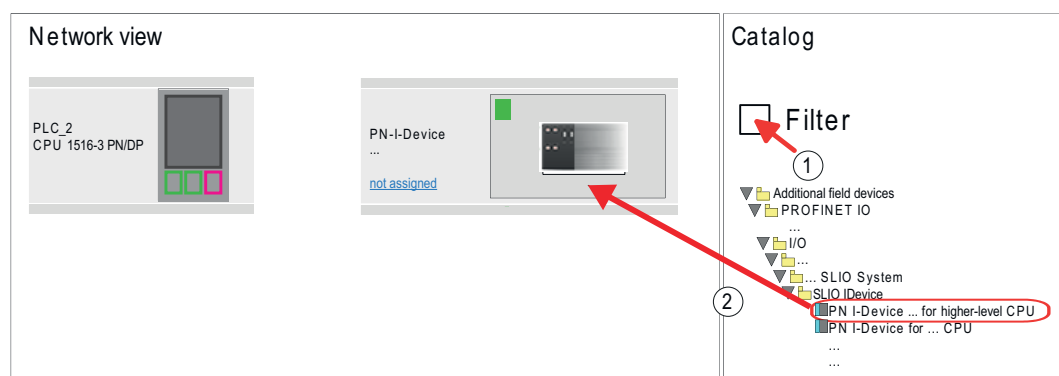 Network view
PLC_2
CPU 1516-3 PN/DP
PN-I-Device
...
not assigned
Catalog
Filter
1
Additional field devices
PROFINET IO
...
I/O
...
... SLIO System
SLIO IDevice
2
PN I-Device ... for higher-level CPU
PN I-Device for ... CPU
...
...